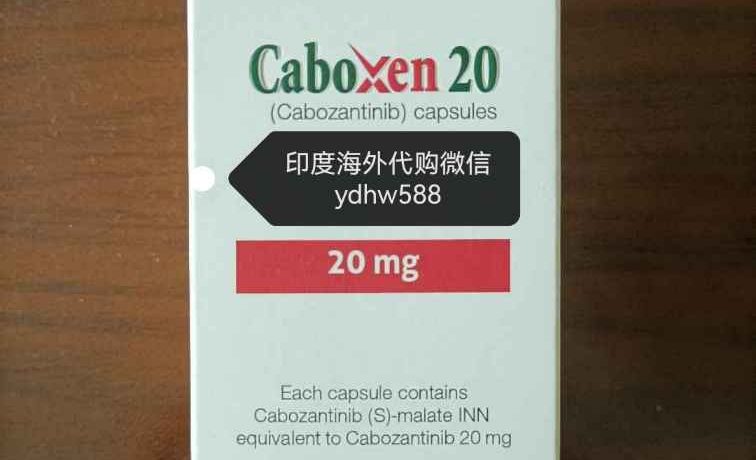 Caboxen 20
(Cabozantinib) capsules
印度海外代购微信
ydhw588
20 mg
Each capsule contains
Cabozantinib (S)-malate INN
equivalent to Cabozantinib 20 mg